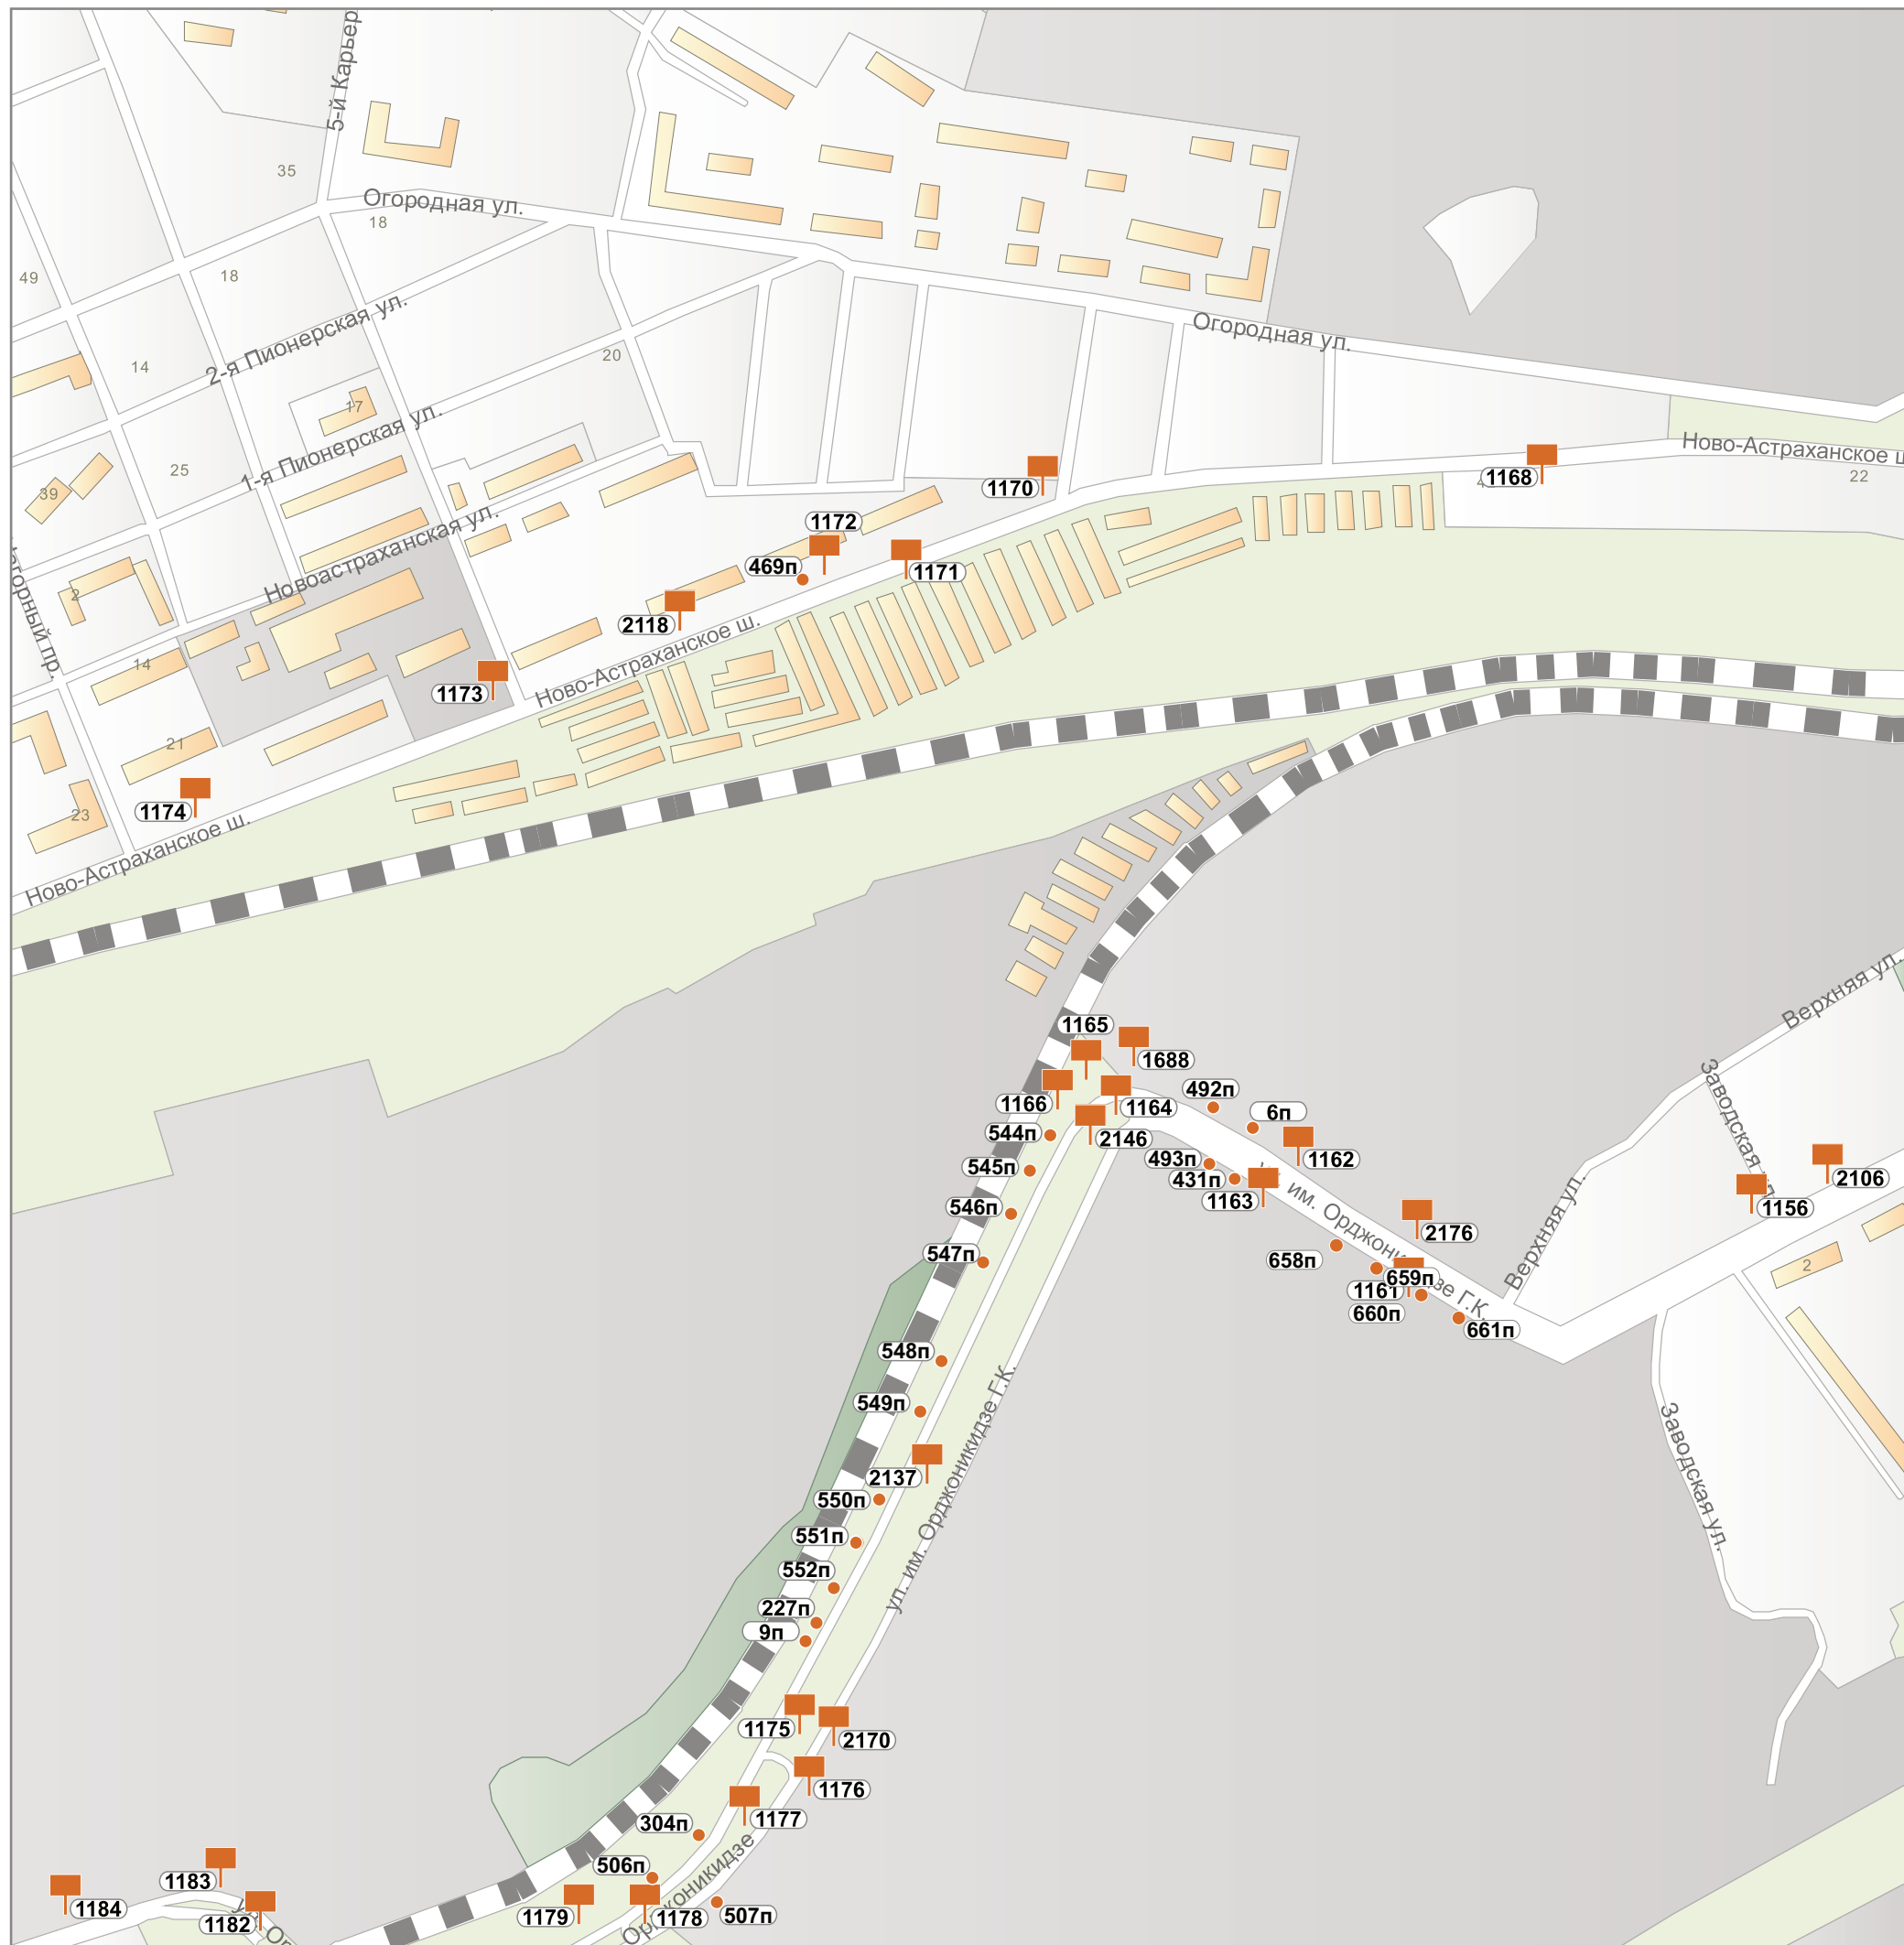 5-й Карьер
35
Огородная ул.
18
49
18
2-я Пионерская ул.
14
20
Огородная ул.
17
1-я Пионерская ул.
Ново-Астраханское
1168
22
25
1170
39
Новоастраханская ул.
1172
469п
1171
2
2118
Ново-Астраханское ш.
14
1173
21
1174
23
Ново-Астраханское ш.
Верхняя ул.
1165
1688
1166
1164
492п
6п
544п
2146
493п
1162
545п
431п
1163
Заводская
2106
546п
1156
им. Орджоникидзе Г.К.
2176
Верхняя ул.
547п
658п
659п
1161
660п
661п
2
548п
549п
ул. им. Орджоникидзе Г.К.
Заводская ул.
2137
550п
551п
552п
227п
9п
1175
2170
1176
1177
304п
Орджоникидзе
506п
1183
1184
1182
1179
1178
507п